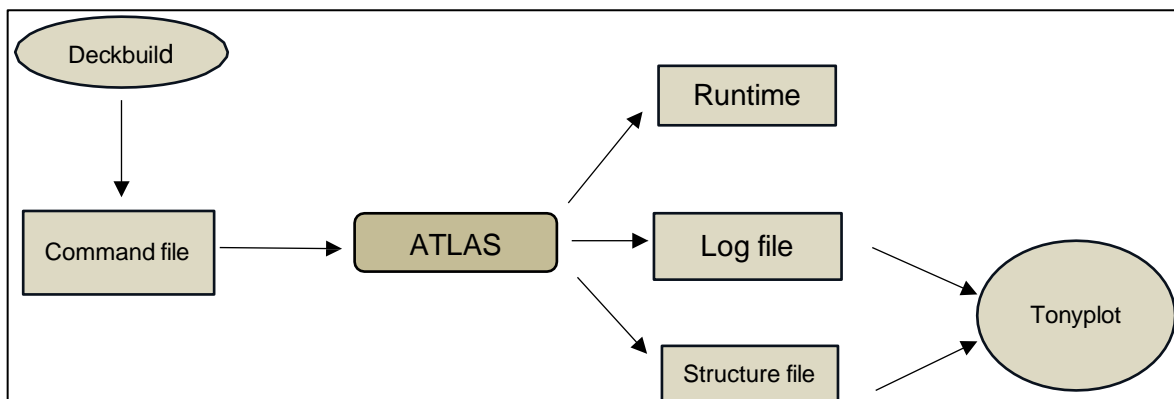 Deckbuild
Runtime
Command file
ATLAS
Log file
Tonyplot
Structure file